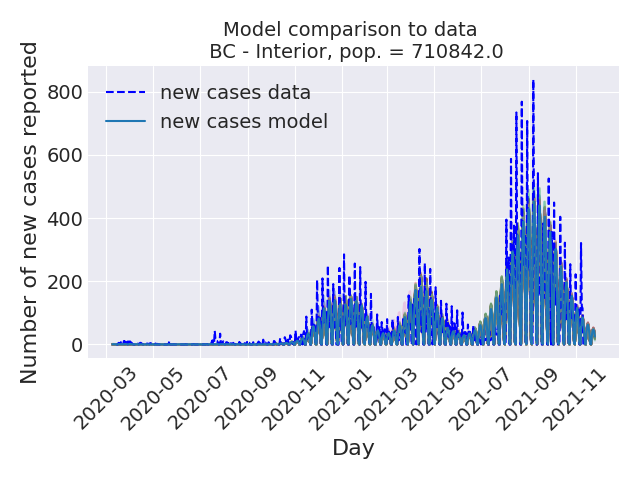 Model comparison to data
BC - Interior, pop. = 710842.0
Number of new cases reported
800
600
400
200
0
new cases data
new cases model
2020-03
2020-05
2020-07
2020-09
2020-11
2021-01
2021-03
2021-05
2021-07
2021-09
2021-11
Day